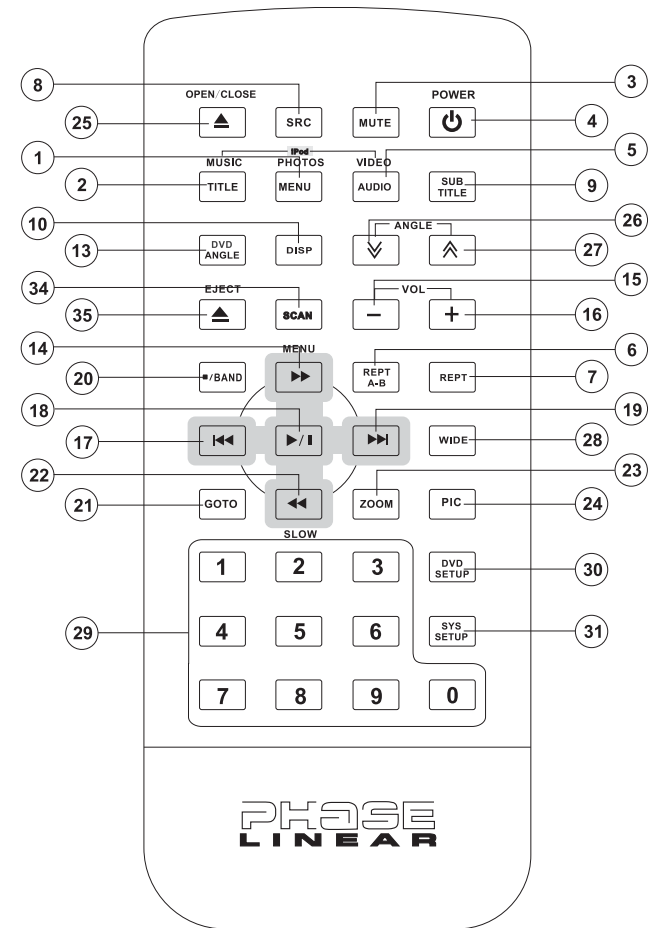 8 3
OPEN/CLOSE POWER
25 SRC MUTE 4
1 iPod 5
MUSIC PHOTOS VIDEO
2 TITLE MENU AUDIO SUB TITLE 9
10 ANGLE 26
13 DVD ANGLE DISP 27
34 EJECT VOL 15
35 SCAN − + 16
14 MENU 6
20 ■/BAND ▶▶ REPT A-B REPT 7
18 19
17 ⏮ ▶/❚❚ ⏭ WIDE 28
22 23
21 GOTO ◀◀ ZOOM PIC 24
SLOW
1 2 3 DVD SETUP 30
29 4 5 6 SYS SETUP 31
7 8 9 0
PHASE
LINEAR